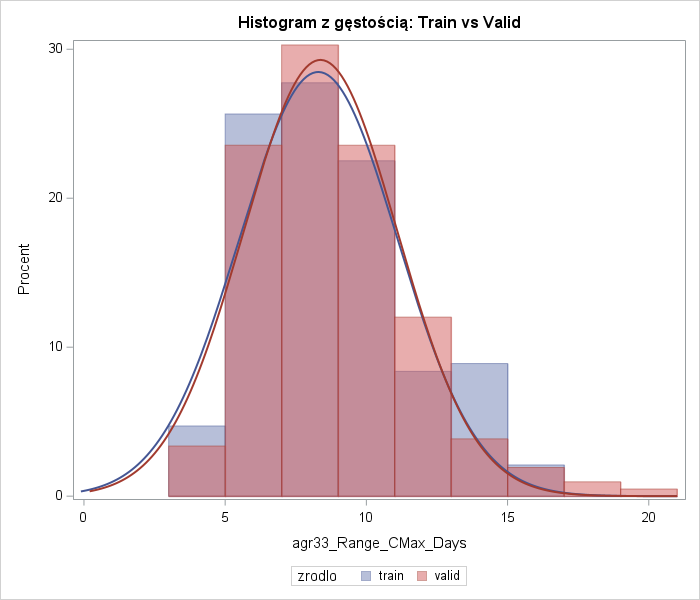 Histogram z gęstością: Train vs Valid
Procent
30
20
10
0
0 5 10 15 20
agr33_Range_CMax_Days
zrodlo train valid